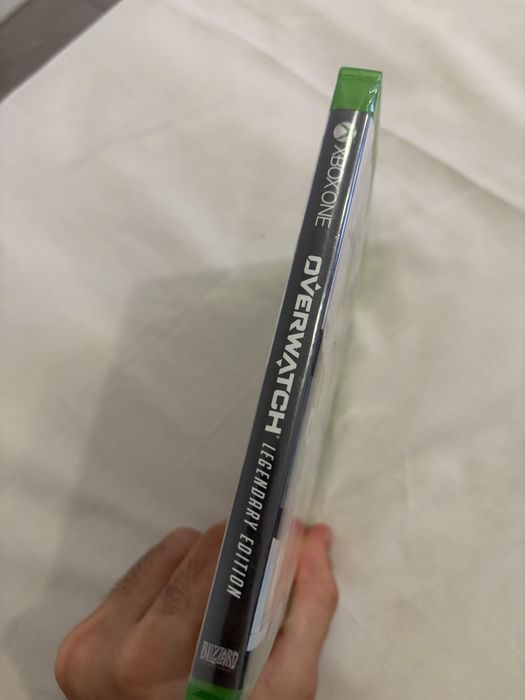 XBOX ONE
OVERWATCH
LEGENDARY EDITION
BLIZZARD